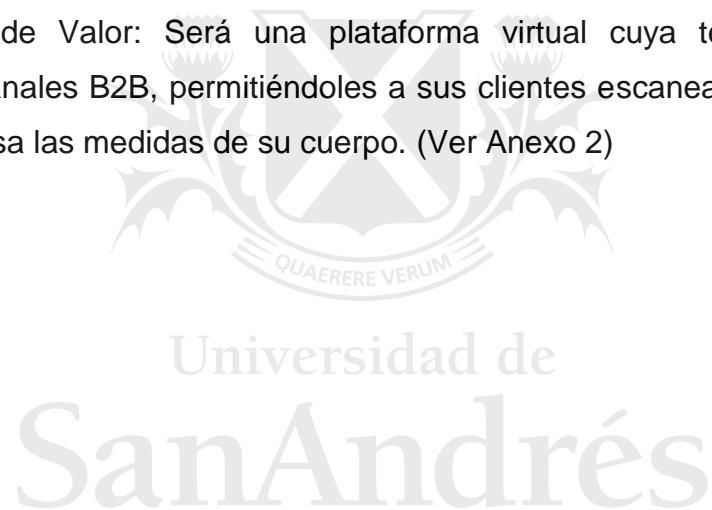 de Valor: Será una plataforma virtual cuya te
nales B2B, permitiéndoles a sus clientes escanea
sa las medidas de su cuerpo. (Ver Anexo 2)
QUAERERE VERUM
Universidad de
SanAndrés